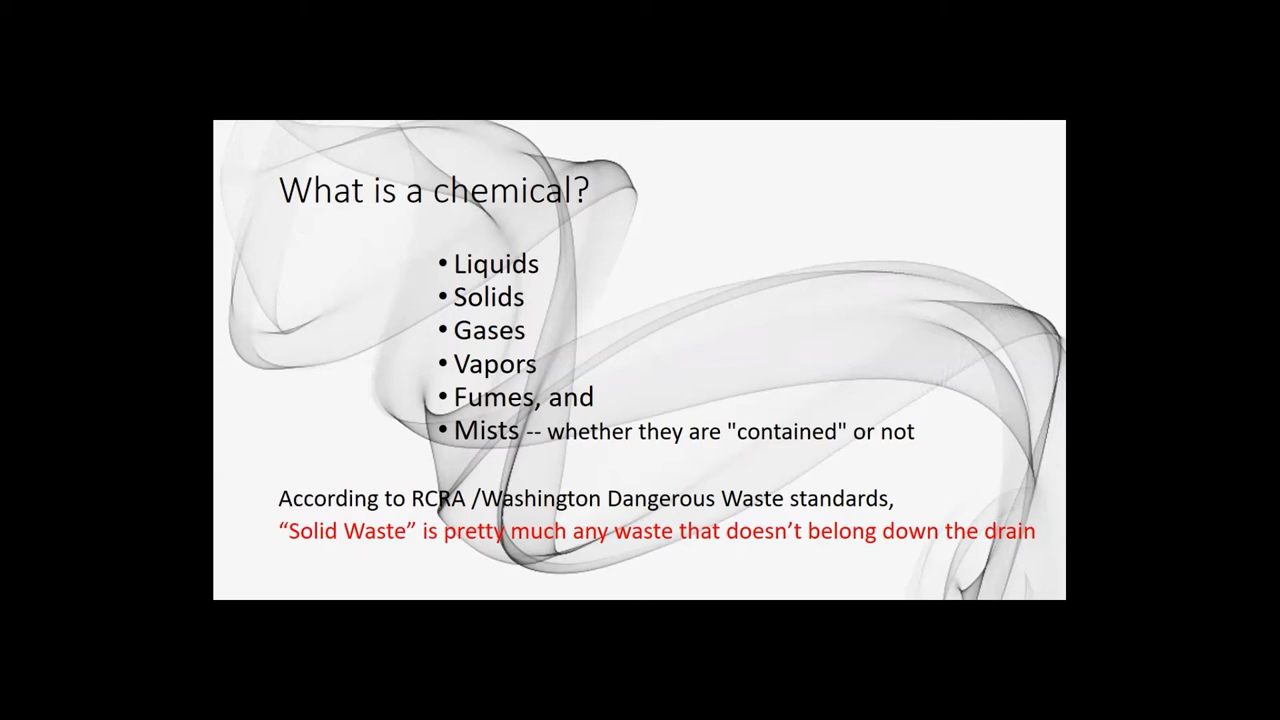 What is a chemical?
• Liquids
• Solids
• Gases
• Vapors
• Fumes, and
• Mists -- whether they are "contained" or not
According to RCRA /Washington Dangerous Waste standards,
“Solid Waste” is pretty much any waste that doesn’t belong down the drain